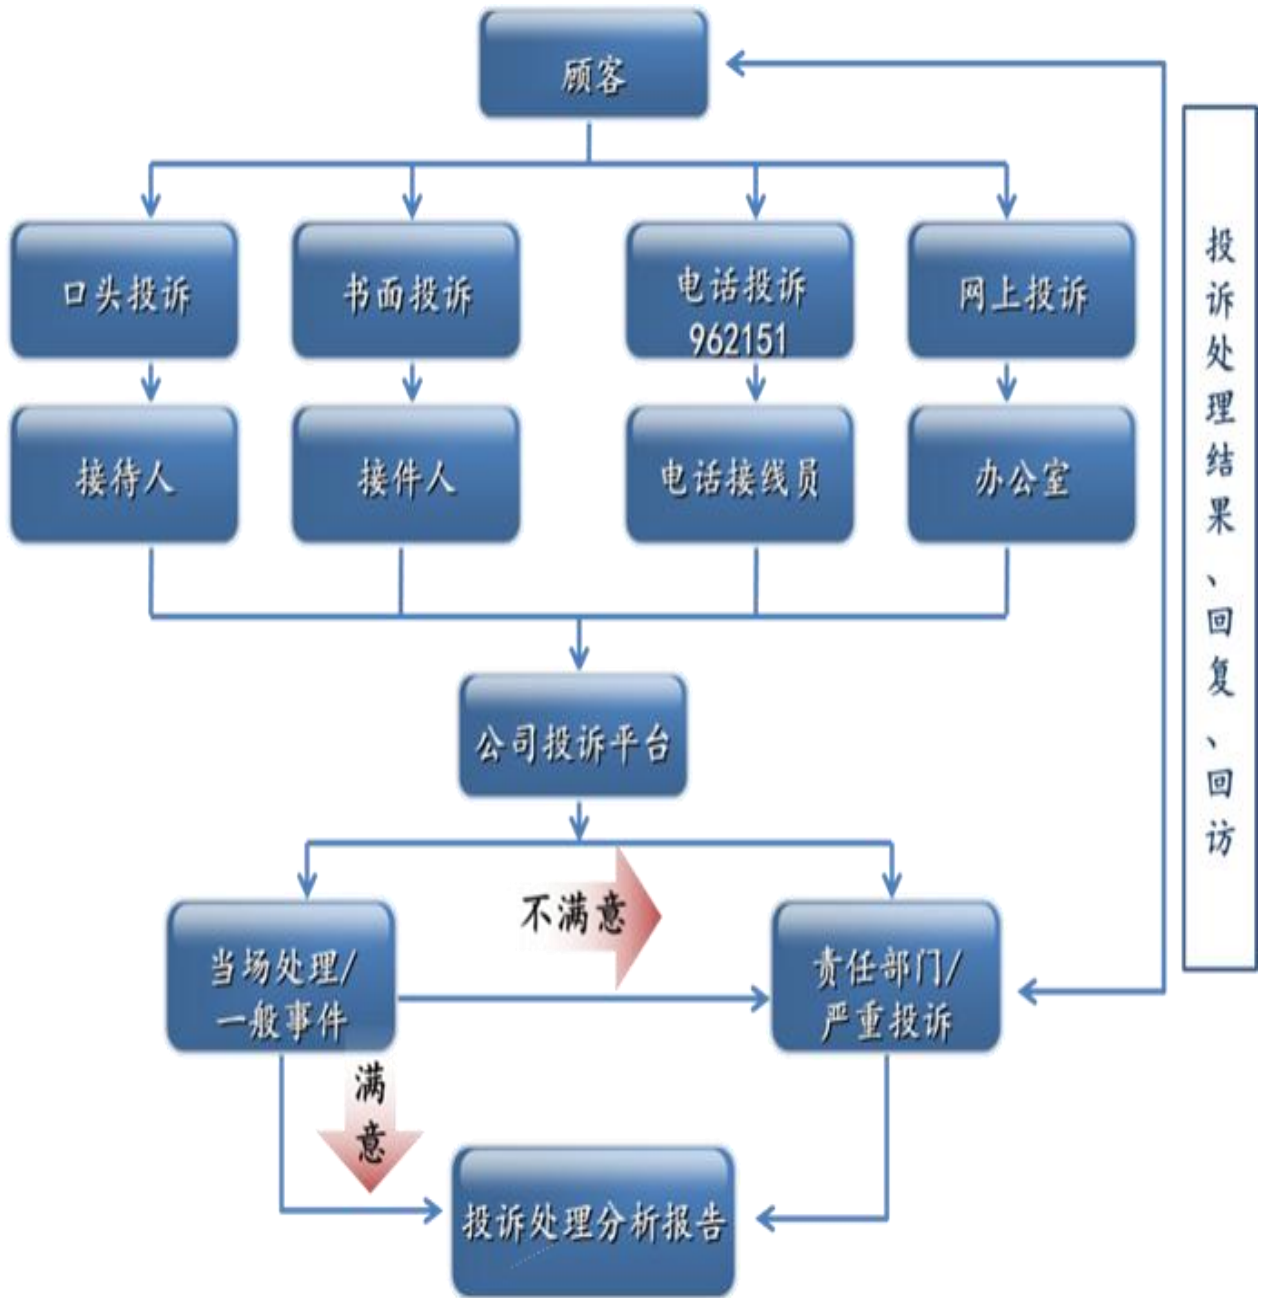 顾客
口头投诉
书面投诉
电话投诉
962151
网上投诉
接待人
接件人
电话接线员
办公室
公司投诉平台
不满意
当场处理/
一般事件
责任部门/
严重投诉
满
意
投诉处理分析报告
投
诉
处
理
结
果
、
回
复
、
回
访